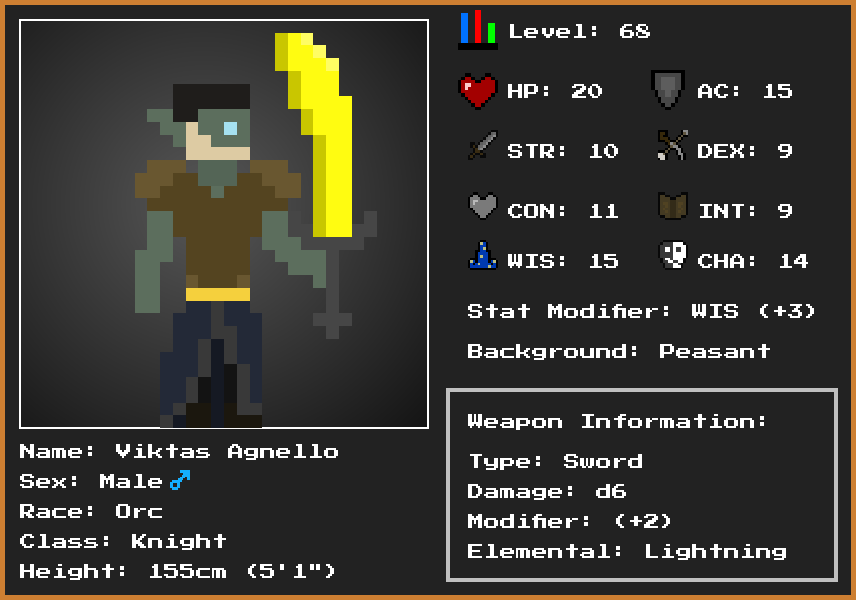 Level: 68
HP: 20 AC: 15
STR: 10 DEX: 9
CON: 11 INT: 9
WIS: 15 CHA: 14
Stat Modifier: WIS (+3)
Background: Peasant
Name: Viktas Agnello
Sex: Male ♂
Race: Orc
Class: Knight
Height: 155cm (5'1")
Weapon Information:
Type: Sword
Damage: d6
Modifier: (+2)
Elemental: Lightning